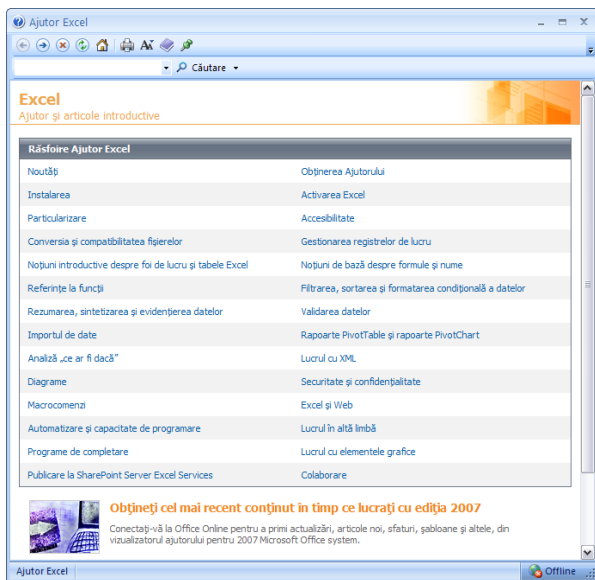 Ajutor Excel
Căutare
Excel
Ajutor și articole introductive
Răsfoire Ajutor Excel
Noutăți Obținerea Ajutorului
Instalarea Activarea Excel
Particularizare Accesibilitate
Conversia și compatibilitatea fișierelor Gestionarea registrelor de lucru
Noțiuni introductive despre foi de lucru și tabele Excel Noțiuni de bază despre formule și nume
Referințe la funcții Filtrarea, sortarea și formatarea condițională a datelor
Rezumarea, sintetizarea și evidențierea datelor Validarea datelor
Importul de date Rapoarte PivotTable și rapoarte PivotChart
Analiză „ce ar fi dacă” Lucrul cu XML
Diagrame Securitate și confidențialitate
Macrocomenzi Excel și Web
Automatizare și capacitate de programare Lucrul în altă limbă
Programe de completare Lucrul cu elementele grafice
Publicare la SharePoint Server Excel Services Colaborare
Obțineți cel mai recent conținut în timp ce lucrați cu ediția 2007
Conectați-vă la Office Online pentru a primi actualizări, articole noi, sfaturi, șabloane și altele, din
vizualizatorul ajutorului pentru 2007 Microsoft Office system.
Ajutor Excel Offline